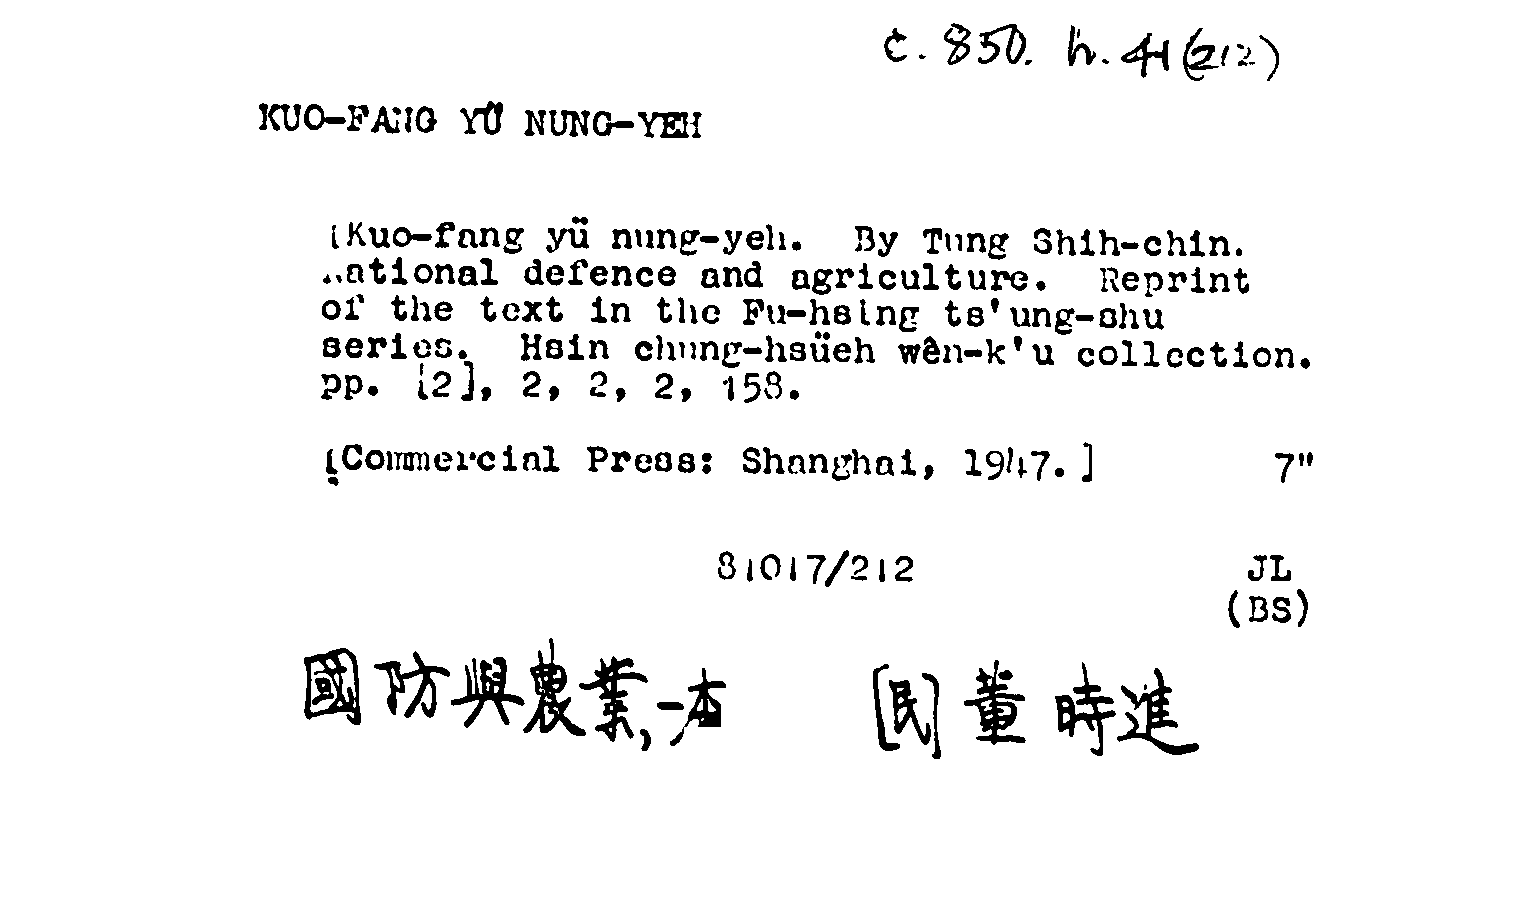 c. 850. h. 41 (212)
KUO-FANG YÜ NUNG-YEH
[Kuo-fang yü nung-yeh. By Tung Shih-chin.
National defence and agriculture. Reprint
of the text in the Fu-hsing ts'ung-shu
series. Hsin chung-hsüeh wên-k'u collection.
pp. [2], 2, 2, 2, 158.
[Commercial Press: Shanghai, 1947.] 7"
81017/212 JL
(BS)
國防與農業,一本 [民] 董時進